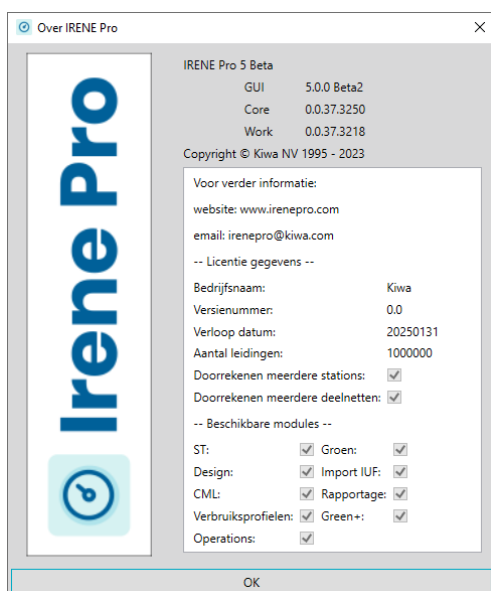 Over IRENE Pro
Irene Pro
IRENE Pro 5 Beta
GUI 5.0.0 Beta2
Core 0.0.37.3250
Work 0.0.37.3218
Copyright © Kiwa NV 1995 - 2023
Voor verder informatie:
website: www.irenepro.com
email: irenepro@kiwa.com
-- Licentie gegevens --
Bedrijfsnaam: Kiwa
Versienummer: 0.0
Verloop datum: 20250131
Aantal leidingen: 1000000
Doorrekenen meerdere stations:
Doorrekenen meerdere deelnetten:
-- Beschikbare modules --
ST: Groen:
Design: Import IUF:
CML: Rapportage:
Verbruiksprofielen: Green+:
Operations:
OK